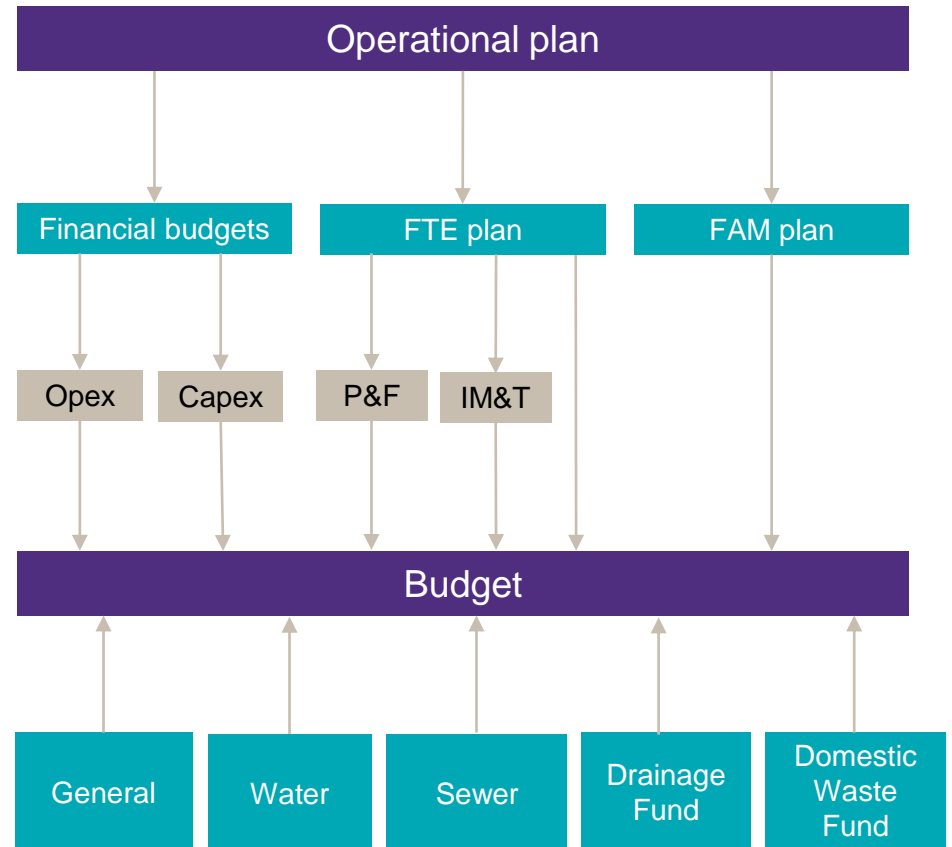 Operational plan
Financial budgets
FTE plan
FAM plan
Opex
Capex
P&F
IM&T
Budget
General
Water
Sewer
Drainage
Fund
Domestic
Waste
Fund